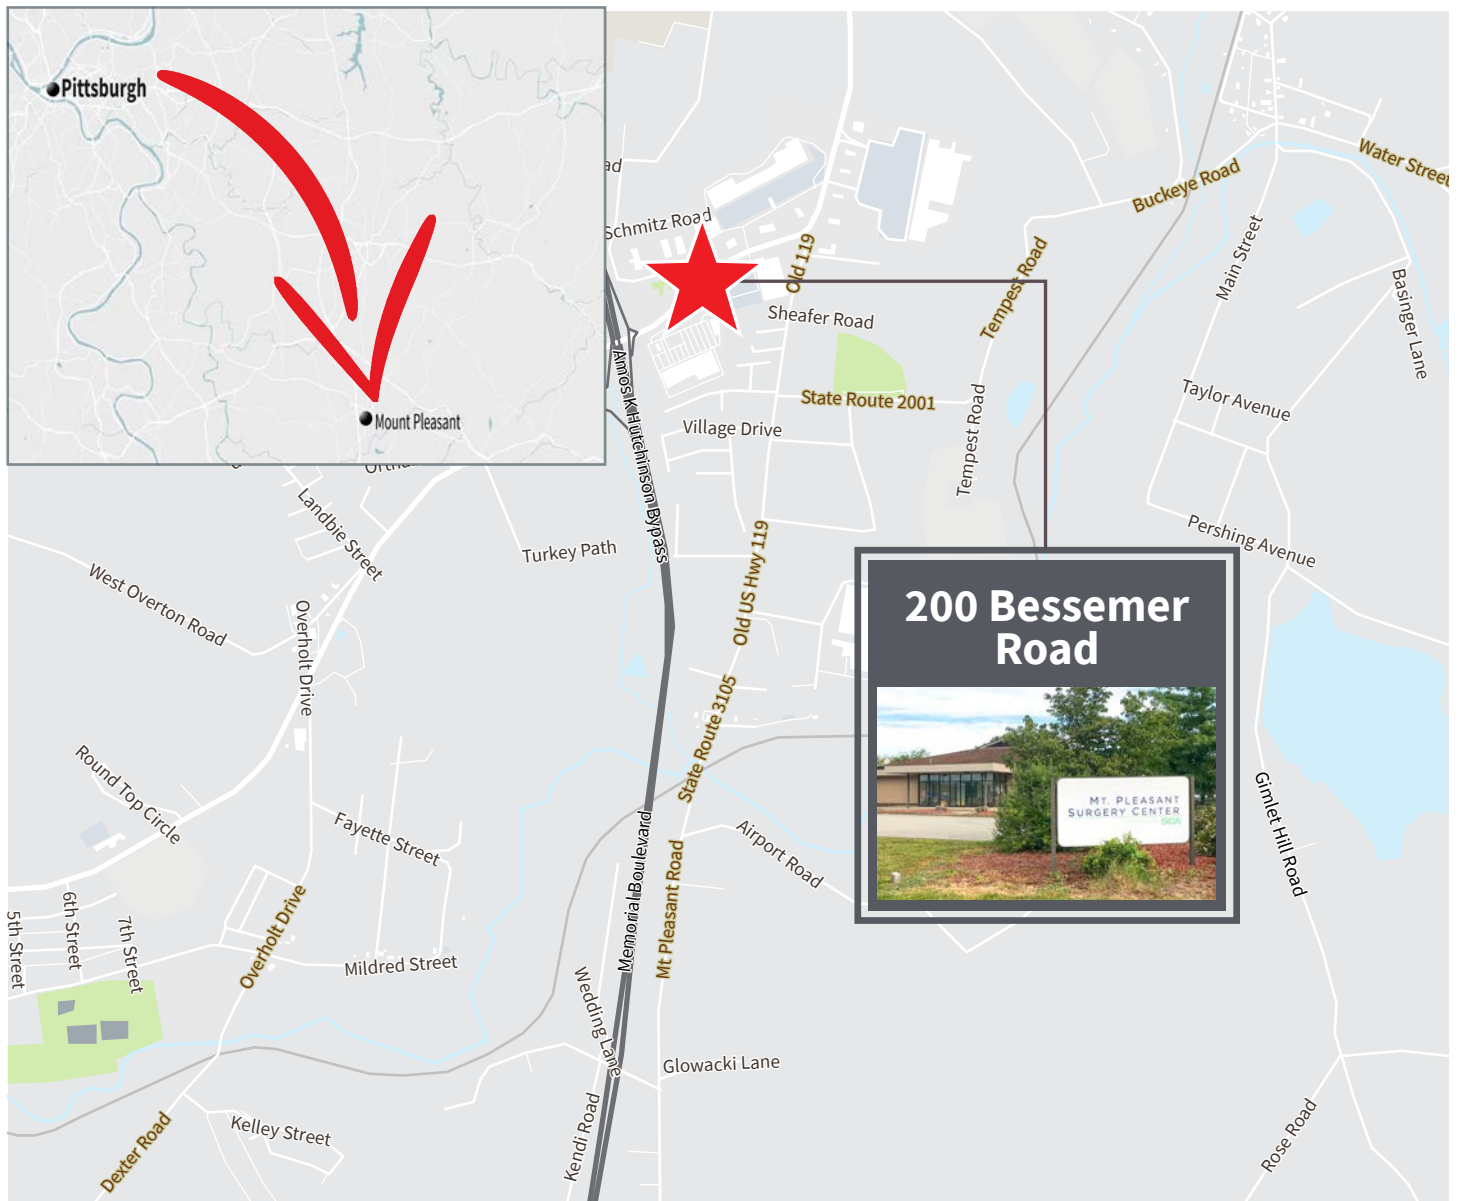 Pittsburgh
Mount Pleasant
Schmitz Road
Old 119
Sheafer Road
Tempest Road
Buckeye Road
Water Street
Main Street
Basinger Lane
Amos K Hutchinson Bypass
State Route 2001
Village Drive
Tempest Road
Taylor Avenue
Pershing Avenue
Landbie Street
Turkey Path
West Overton Road
Overholt Drive
Old US Hwy 119
200 Bessemer
Road
MT. PLEASANT
SURGERY CENTER
SCA
State Route 3105
Round Top Circle
Fayette Street
Airport Road
Gimlet Hill Road
Memorial Boulevard
Mt Pleasant Road
5th Street
6th Street
7th Street
Overholt Drive
Mildred Street
Wedding Lane
Glowacki Lane
Kendi Road
Kelley Street
Dexter Road
Rose Road